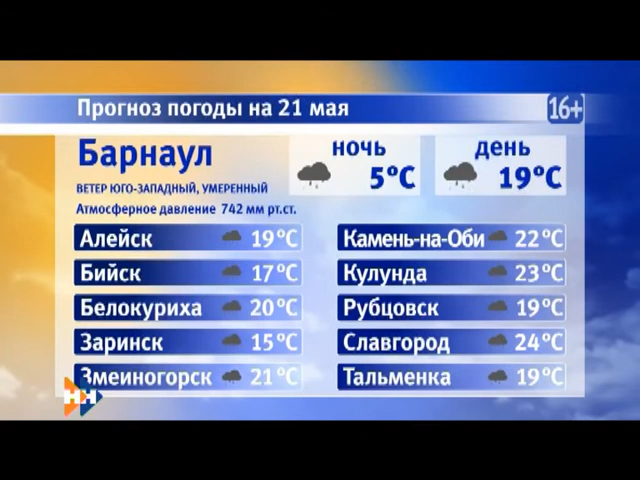 Прогноз погоды на 21 мая
16+
Барнаул
ВЕТЕР ЮГО-ЗАПАДНЫЙ, УМЕРЕННЫЙ
Атмосферное давление 742 мм рт.ст.
ночь
5°C
день
19°C
Алейск 19°C
Бийск 17°C
Белокуриха 20°C
Заринск 15°C
Змеиногорск 21°C
Камень-на-Оби 22°C
Кулунда 23°C
Рубцовск 19°C
Славгород 24°C
Тальменка 19°C
НН